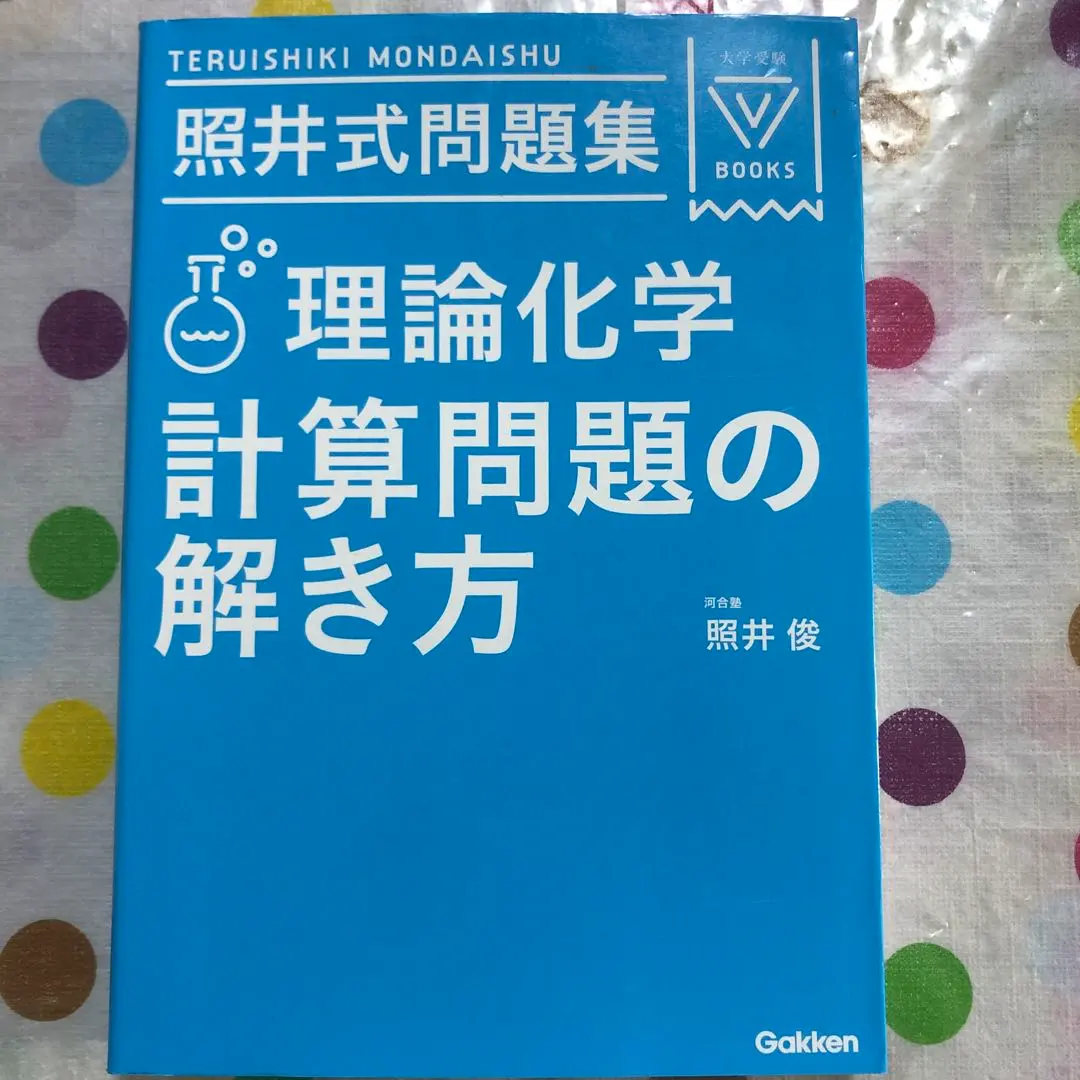 TERUISHIKI MONDAISHU
照井式問題集
大学受験
V
BOOKS
理論化学
計算問題の
解き方
河合塾
照井 俊
Gakken